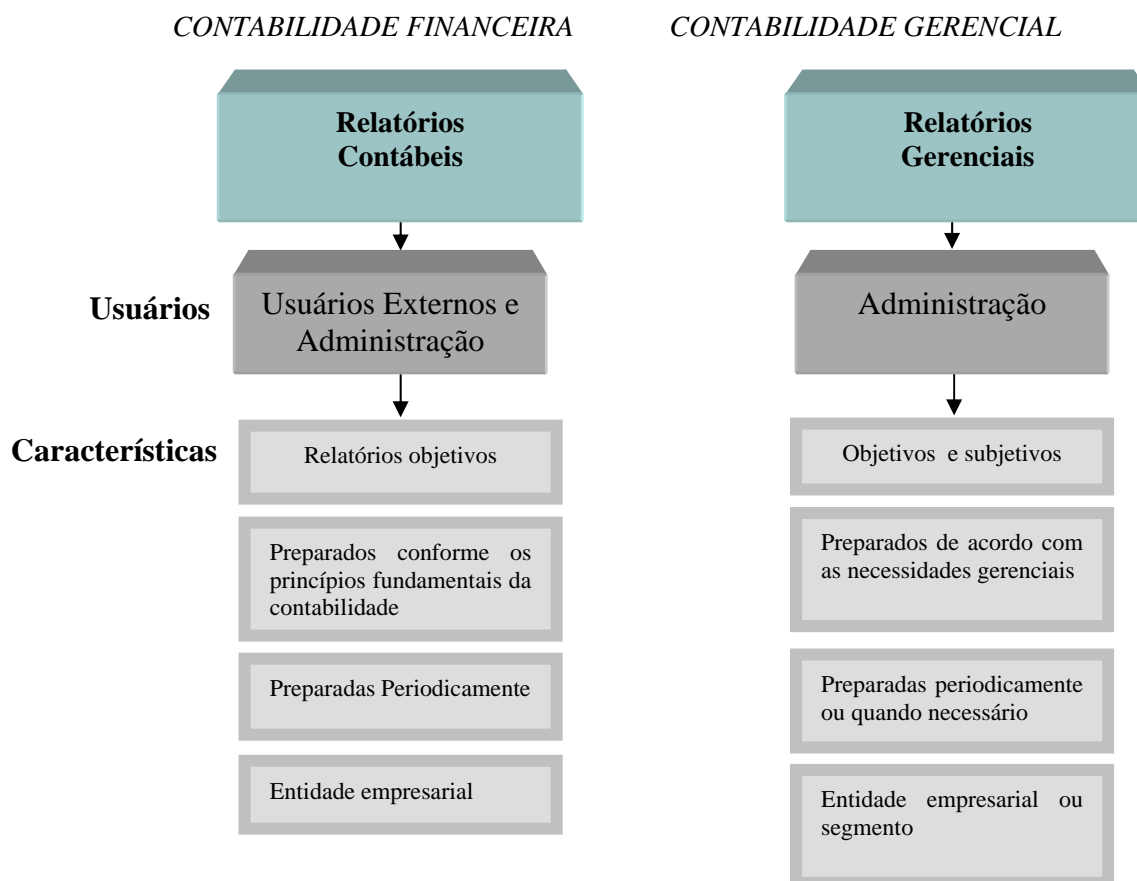 CONTABILIDADE FINANCEIRA
CONTABILIDADE GERENCIAL
Relatórios
Contábeis
Relatórios
Gerenciais
Usuários
Usuários Externos e
Administração
Administração
Característícas
Relatórios objetivos
Preparados conforme os
princípios fundamentais da
contabilidade
Preparadas Periodicamente
Entidade empresarial
Objetivos e subjetivos
Preparados de acordo com
as necessidades gerenciais
Preparadas periodicamente
ou quando necessário
Entidade empresarial ou
segmento